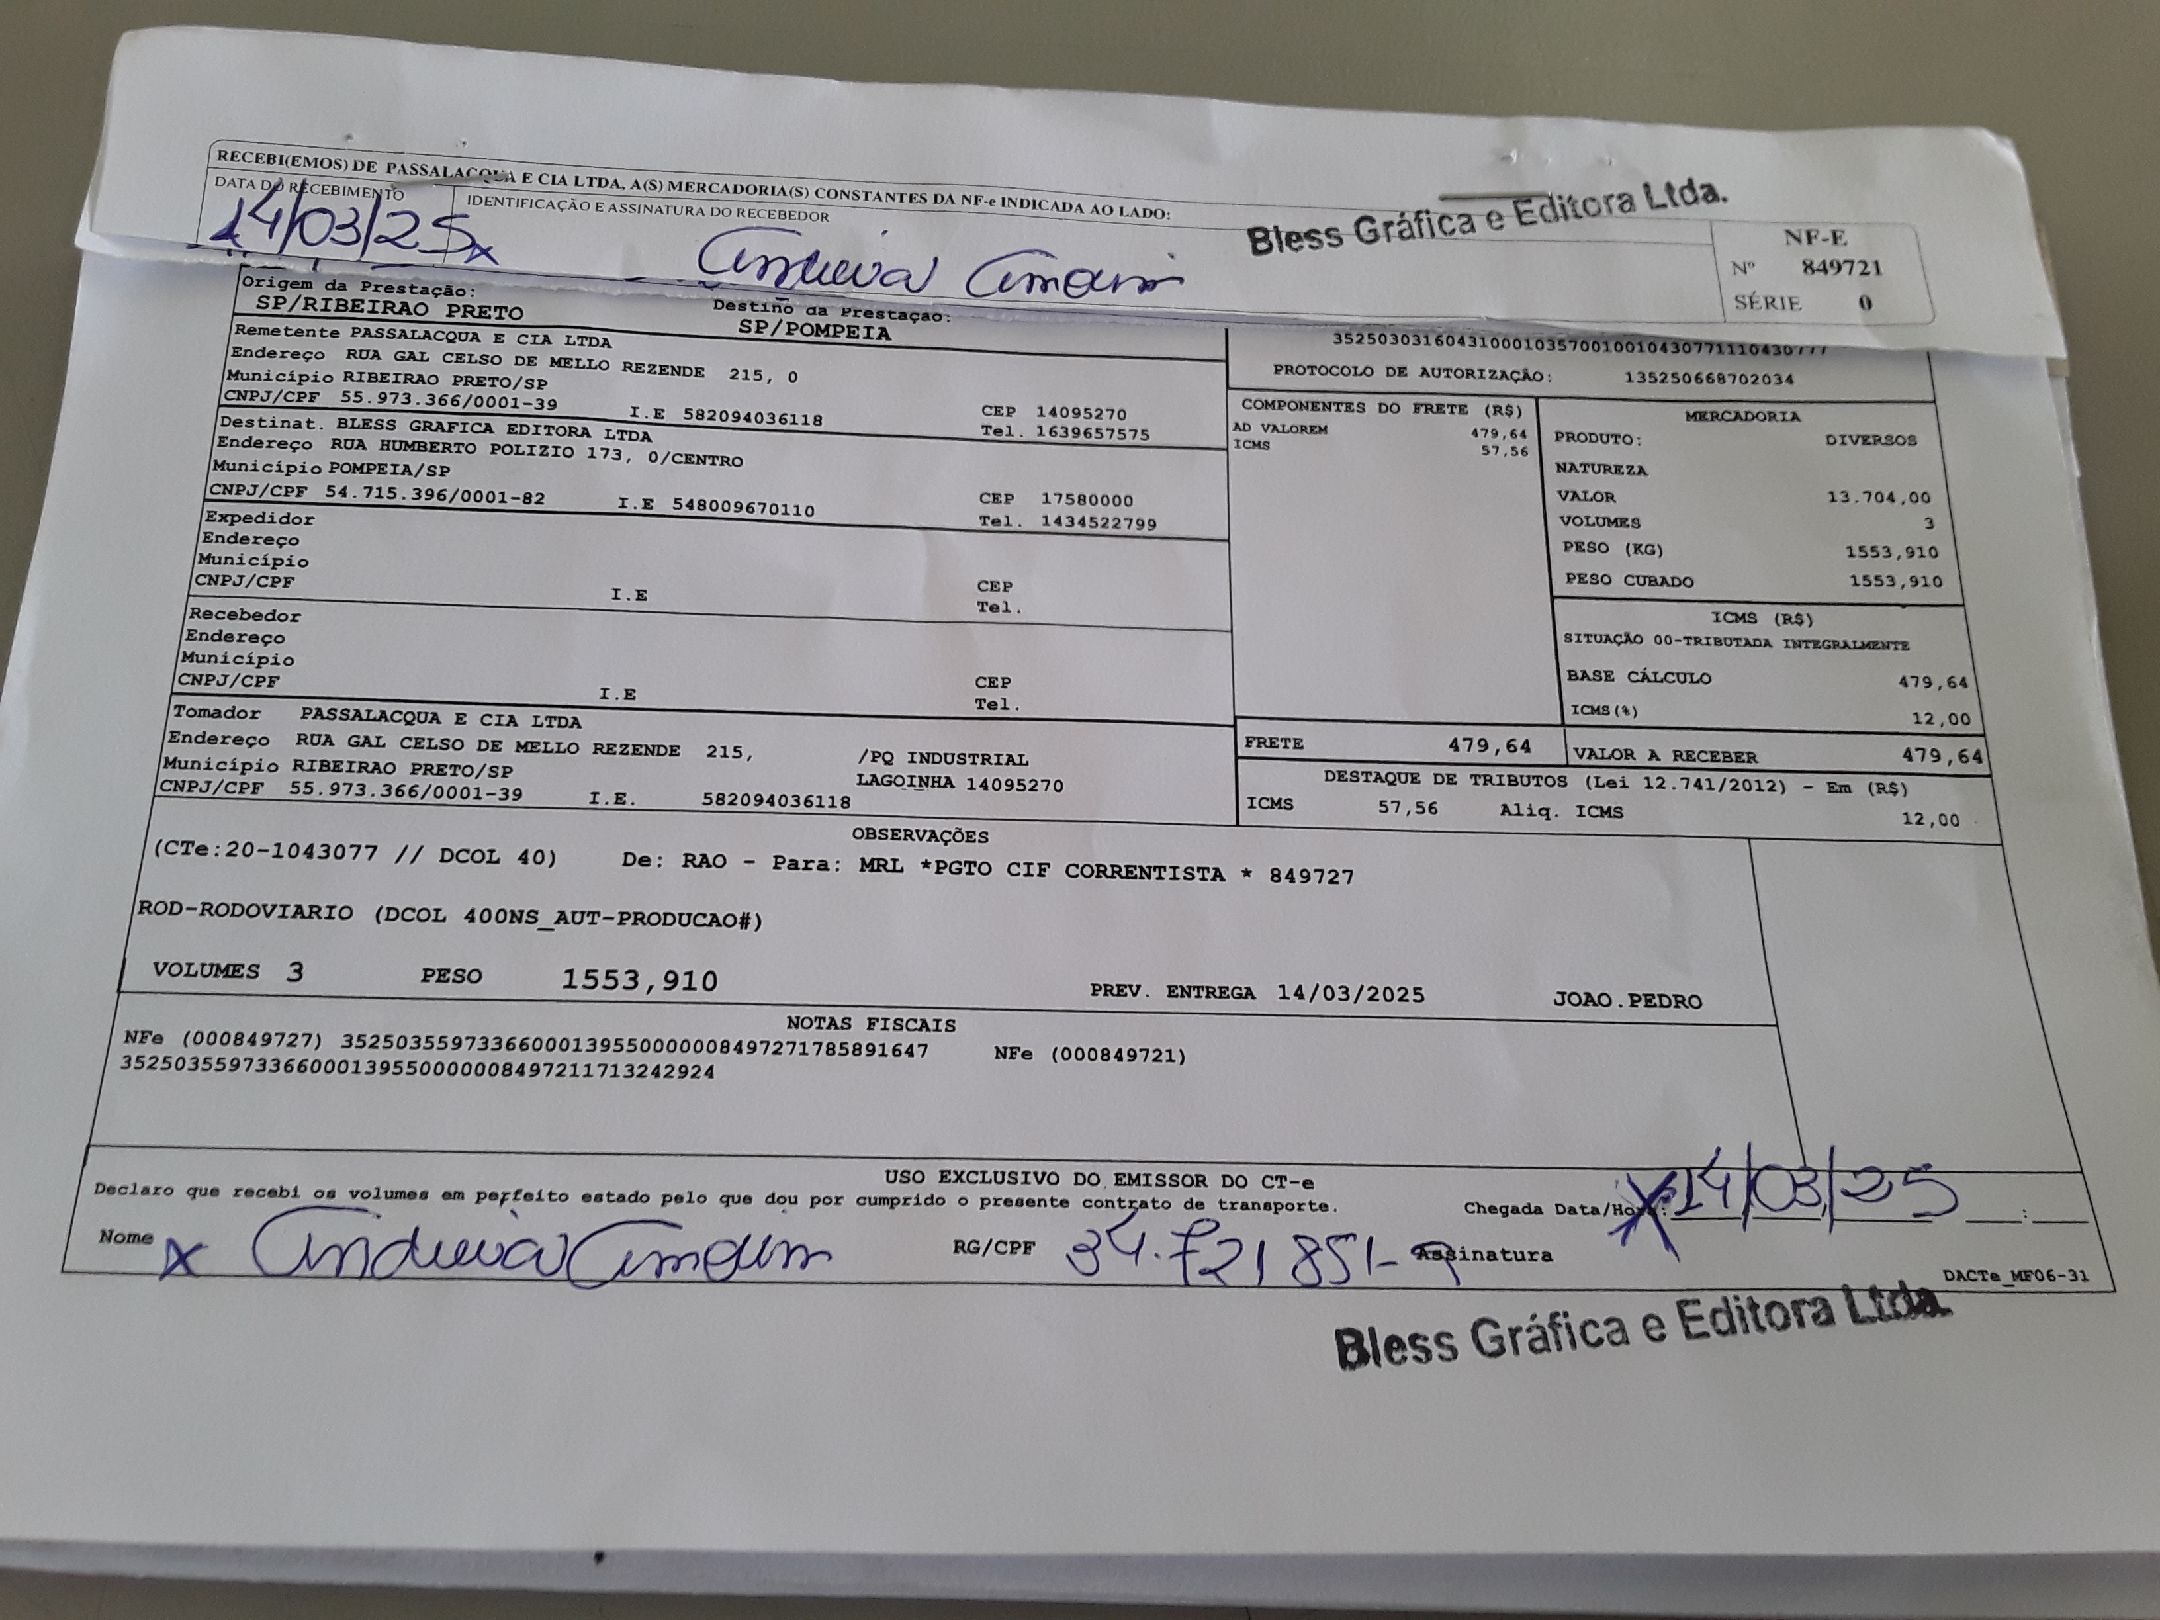 RECEBI(EMOS) DE PASSALACQUA E CIA LTDA, A(S) MERCADORIA(S) CONSTANTES DA NF-e INDICADA AO LADO:
DATA DO RECEBIMENTO IDENTIFICAÇÃO E ASSINATURA DO RECEBEDOR
14/03/25 x
Bless Gráfica e Editora Ltda.
NF-E
Nº 849721
SÉRIE 0
Origem da Prestação: Destino da Prestação:
SP/RIBEIRAO PRETO SP/POMPEIA
Remetente PASSALACQUA E CIA LTDA
Endereço RUA GAL CELSO DE MELLO REZENDE 215, 0
Município RIBEIRAO PRETO/SP CEP 14095270
CNPJ/CPF 55.973.366/0001-39 I.E 582094036118 Tel. 1639657575
Destinat. BLESS GRAFICA EDITORA LTDA
Endereço RUA HUMBERTO POLIZIO 173, 0/CENTRO
Município POMPEIA/SP CEP 17580000
CNPJ/CPF 54.715.396/0001-82 I.E 548009670110 Tel. 1434522799
Expedidor
Endereço
Município CEP
CNPJ/CPF I.E Tel.
Recebedor
Endereço
Município CEP
CNPJ/CPF I.E Tel.
Tomador PASSALACQUA E CIA LTDA
Endereço RUA GAL CELSO DE MELLO REZENDE 215, /PQ INDUSTRIAL
Município RIBEIRAO PRETO/SP LAGOINHA 14095270
CNPJ/CPF 55.973.366/0001-39 I.E. 582094036118
PROTOCOLO DE AUTORIZAÇÃO: 135250668702034
COMPONENTES DO FRETE (R$)
AD VALOREM 479,64
ICMS 57,56
MERCADORIA
PRODUTO: DIVERSOS
NATUREZA
VALOR 13.704,00
VOLUMES 3
PESO (KG) 1553,910
PESO CUBADO 1553,910
ICMS (R$)
SITUAÇÃO 00-TRIBUTADA INTEGRALMENTE
BASE CÁLCULO 479,64
ICMS(%) 12,00
FRETE 479,64 VALOR A RECEBER 479,64
DESTAQUE DE TRIBUTOS (Lei 12.741/2012) - Em (R$)
ICMS 57,56 Aliq. ICMS 12,00
OBSERVAÇÕES
(CTe:20-1043077 // DCOL 40) De: RAO - Para: MRL *PGTO CIF CORRENTISTA * 849727
ROD-RODOVIARIO (DCOL 400NS_AUT-PRODUCAO#)
VOLUMES 3 PESO 1553,910 PREV. ENTREGA 14/03/2025 JOAO.PEDRO
NOTAS FISCAIS
NFe (000849727) 35250355973366000139550000008497271785891647 NFe (000849721)
35250355973366000139550000008497211713242924
USO EXCLUSIVO DO EMISSOR DO CT-e
Declaro que recebi os volumes em perfeito estado pelo que dou por cumprido o presente contrato de transporte. Chegada Data/Hora: 14/03/25 :
Nome x RG/CPF Assinatura
DACTe_MF06-31
Bless Gráfica e Editora Ltda.